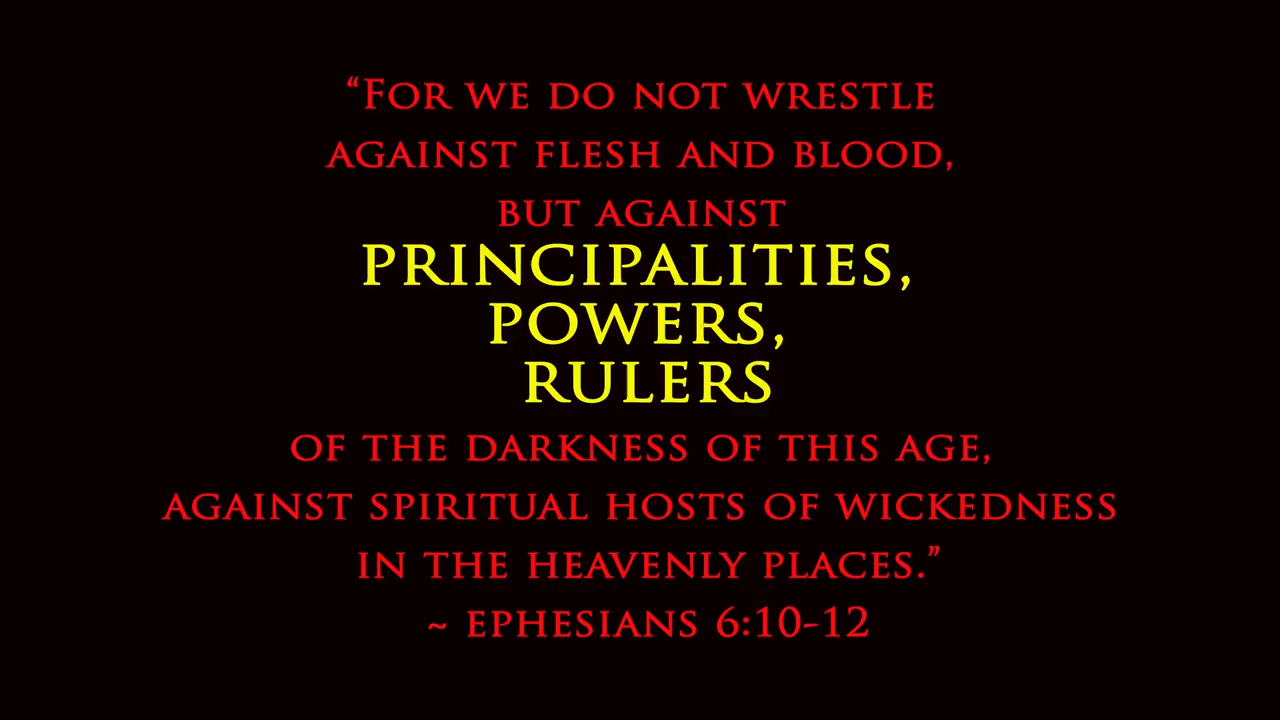 “For we do not wrestle
against flesh and blood,
but against
PRINCIPALITIES,
POWERS,
RULERS
of the darkness of this age,
against spiritual hosts of wickedness
in the heavenly places.”
~ Ephesians 6:10-12